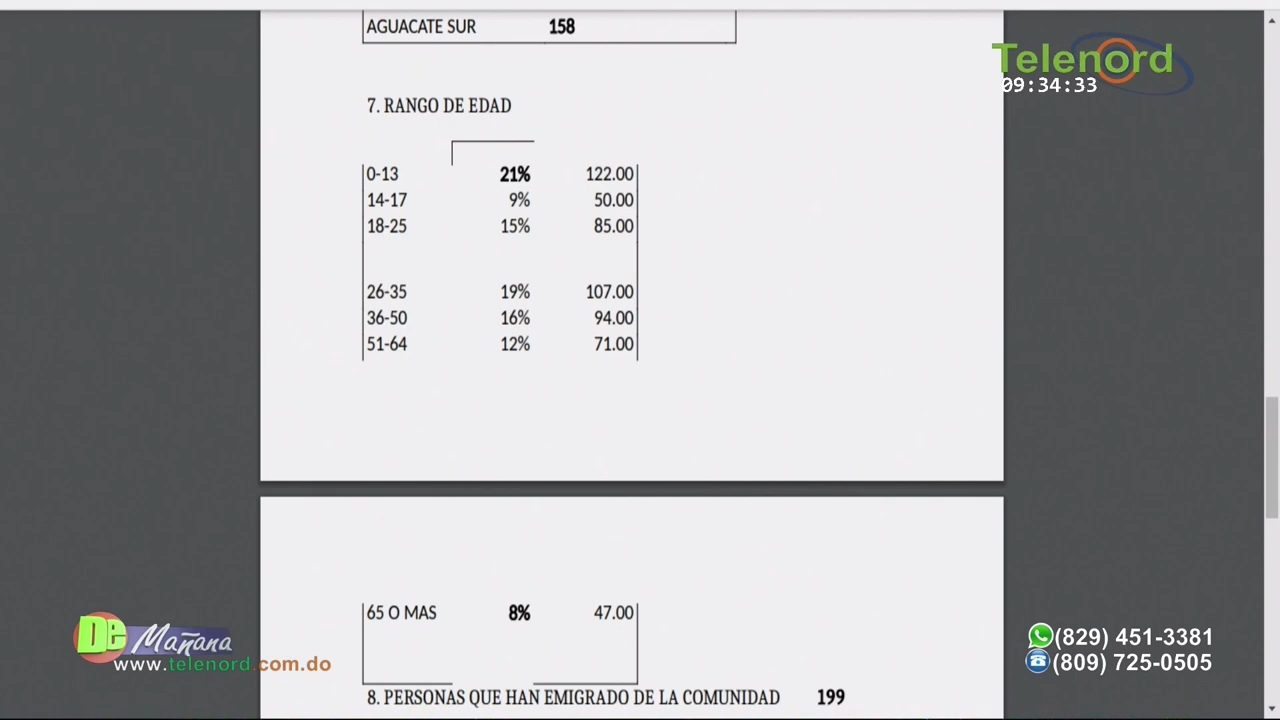 AGUACATE SUR 158
Telenord
09:34:33
7. RANGO DE EDAD
0-13 21% 122.00
14-17 9% 50.00
18-25 15% 85.00
26-35 19% 107.00
36-50 16% 94.00
51-64 12% 71.00
65 O MAS 8% 47.00
De Mañana
www.telenord.com.do
(829) 451-3381
(809) 725-0505
8. PERSONAS QUE HAN EMIGRADO DE LA COMUNIDAD 199